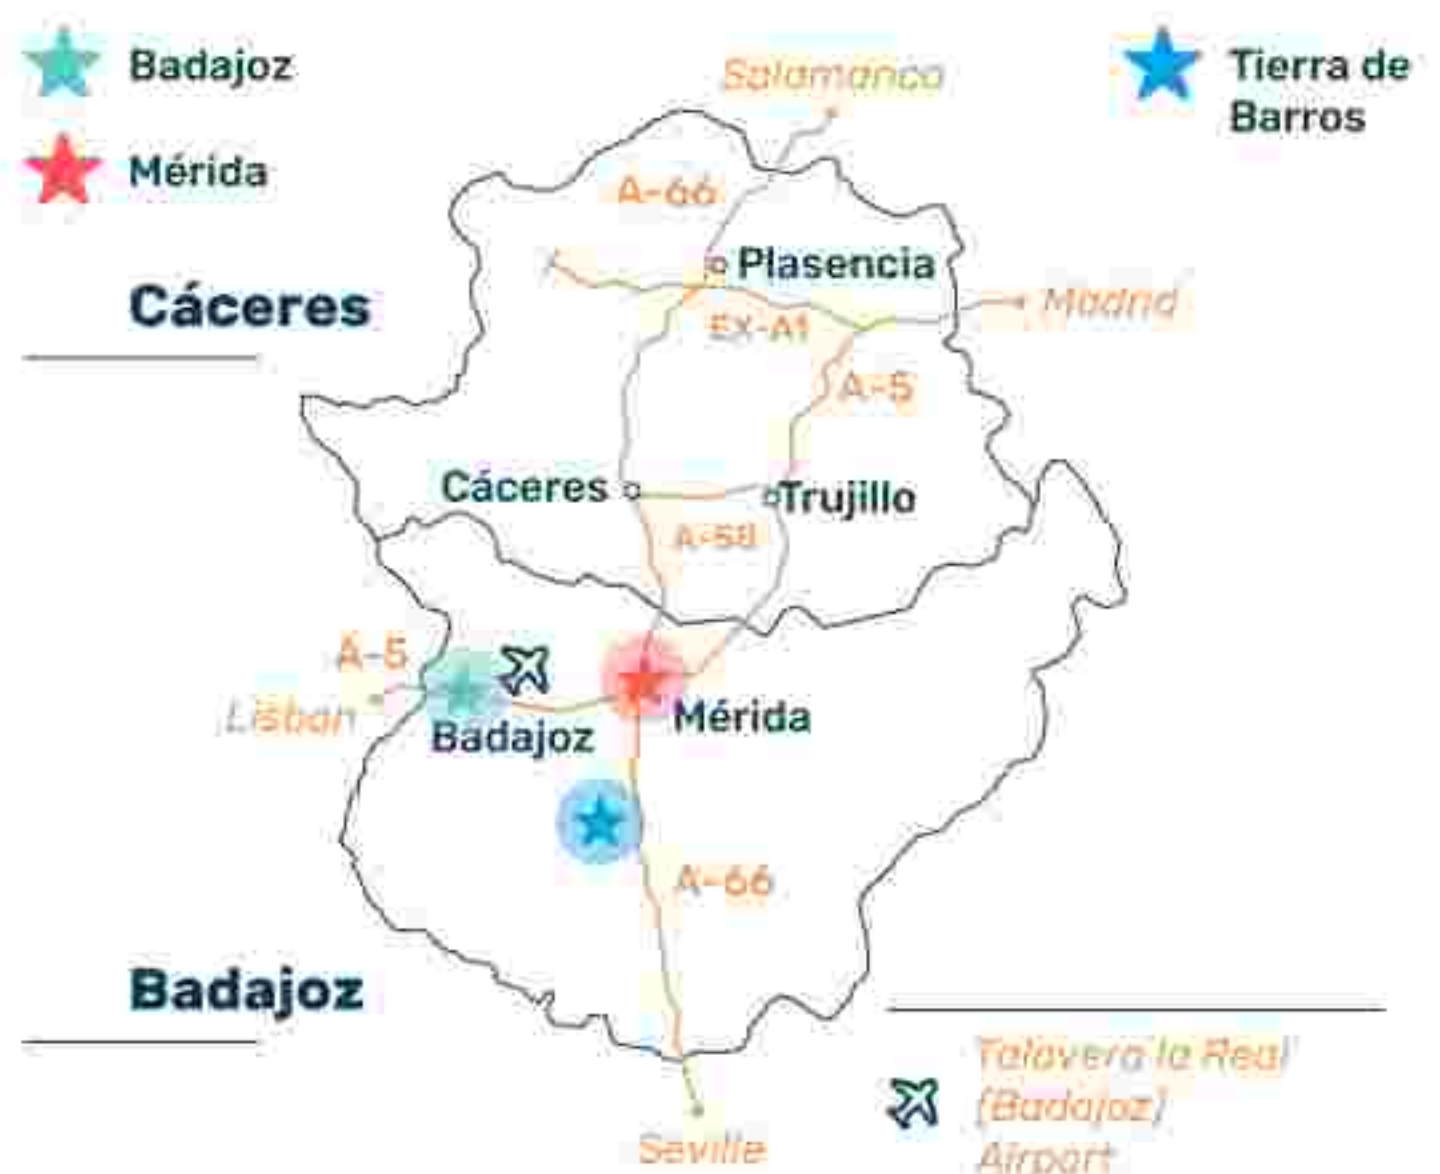 Badajoz
Mérida
Tierra de
Barros
Salamanca
A-66
Plasencia
Cáceres
Madrid
EX-A1
A-5
Cáceres
Trujillo
A-58
A-5
Lisban
Badajoz
Mérida
A-66
Badajoz
Talavera la Real
(Badajoz)
Airport
Seville